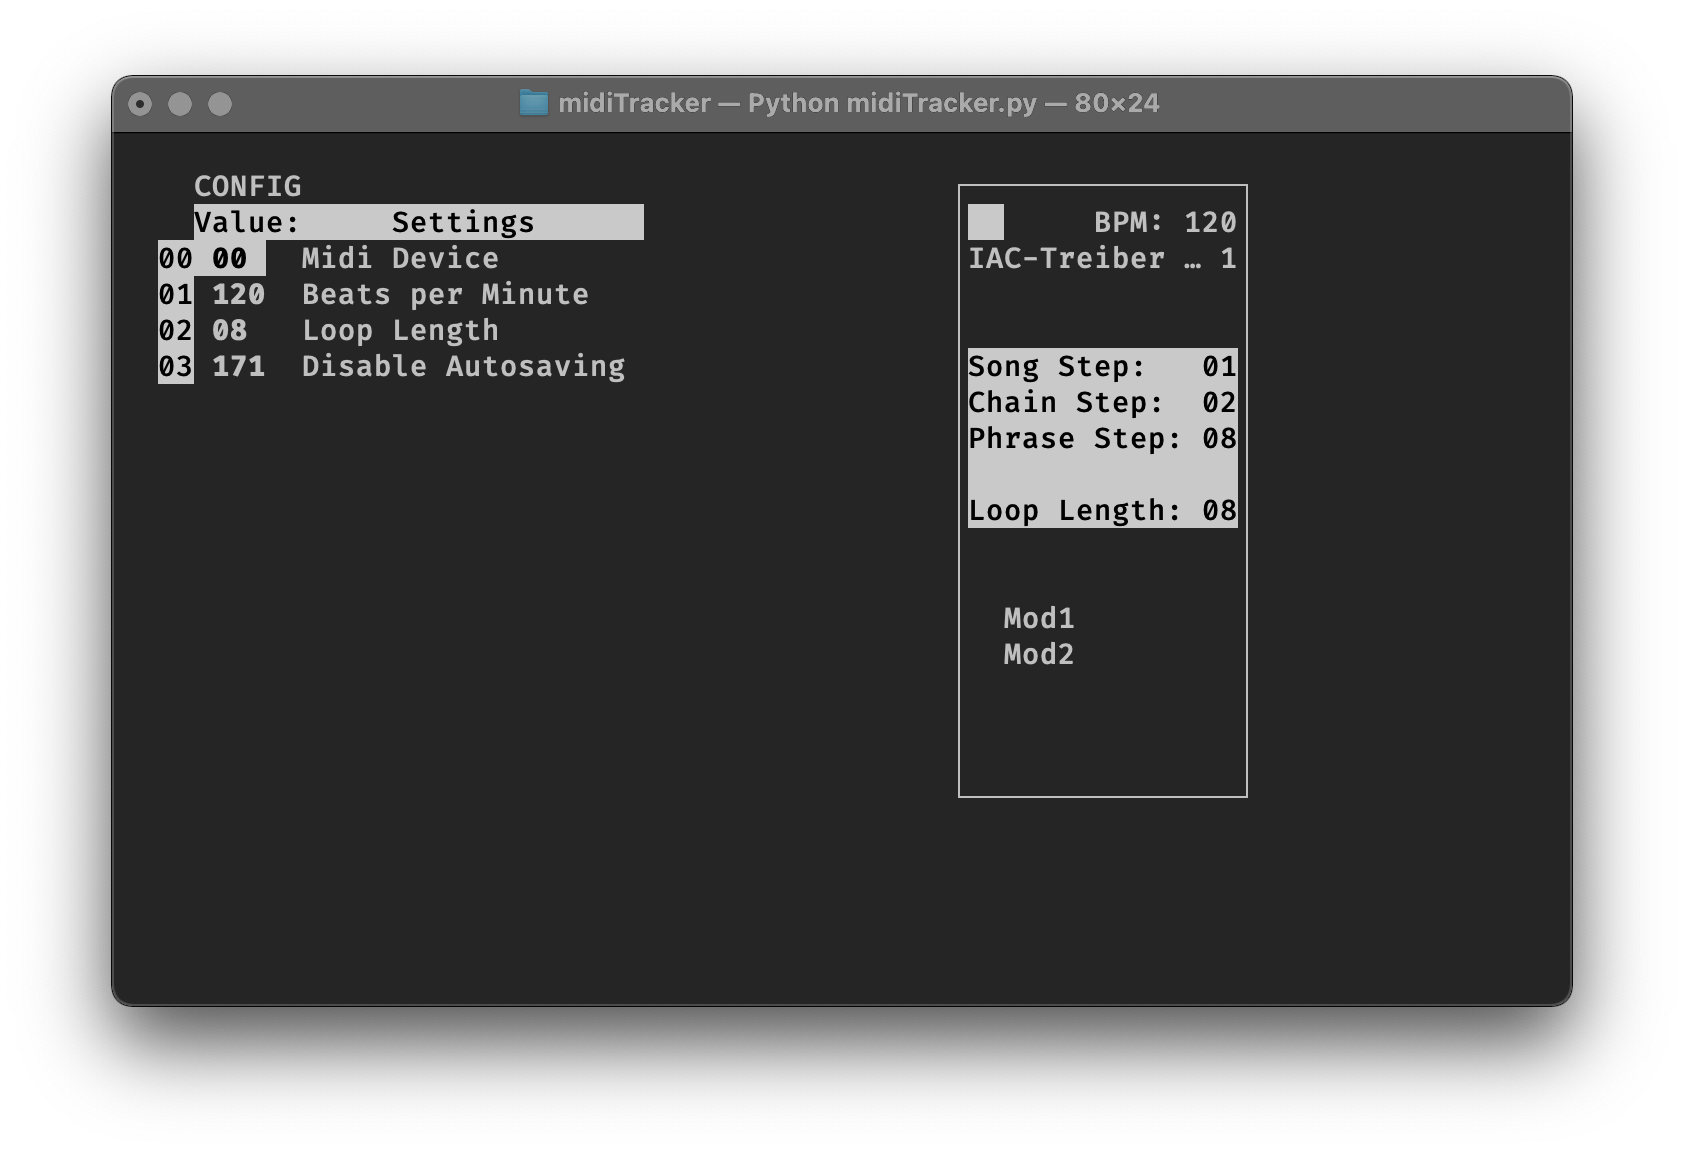 midiTracker — Python midiTracker.py — 80×24
CONFIG
Value: Settings
00 00 Midi Device
01 120 Beats per Minute
02 08 Loop Length
03 171 Disable Autosaving
BPM: 120
IAC-Treiber … 1
Song Step: 01
Chain Step: 02
Phrase Step: 08
Loop Length: 08
Mod1
Mod2